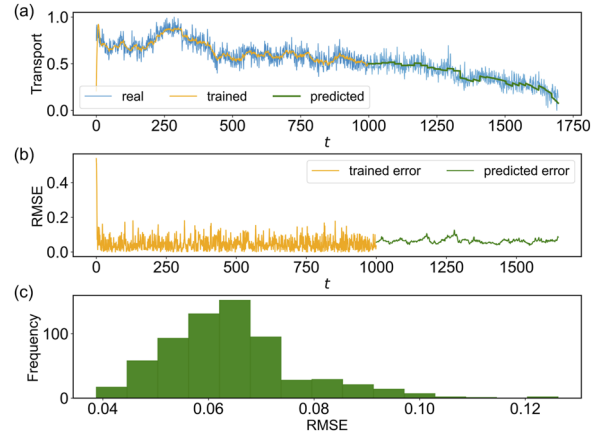 (a)
1.0
0.5
0.0
Transport
real trained predicted
0 250 500 750 1000 1250 1500 1750
t
(b)
0.4
0.2
0.0
RMSE
trained error predicted error
0 250 500 750 1000 1250 1500
t
(c)
100
0
Frequency
0.04 0.06 0.08 0.10 0.12
RMSE